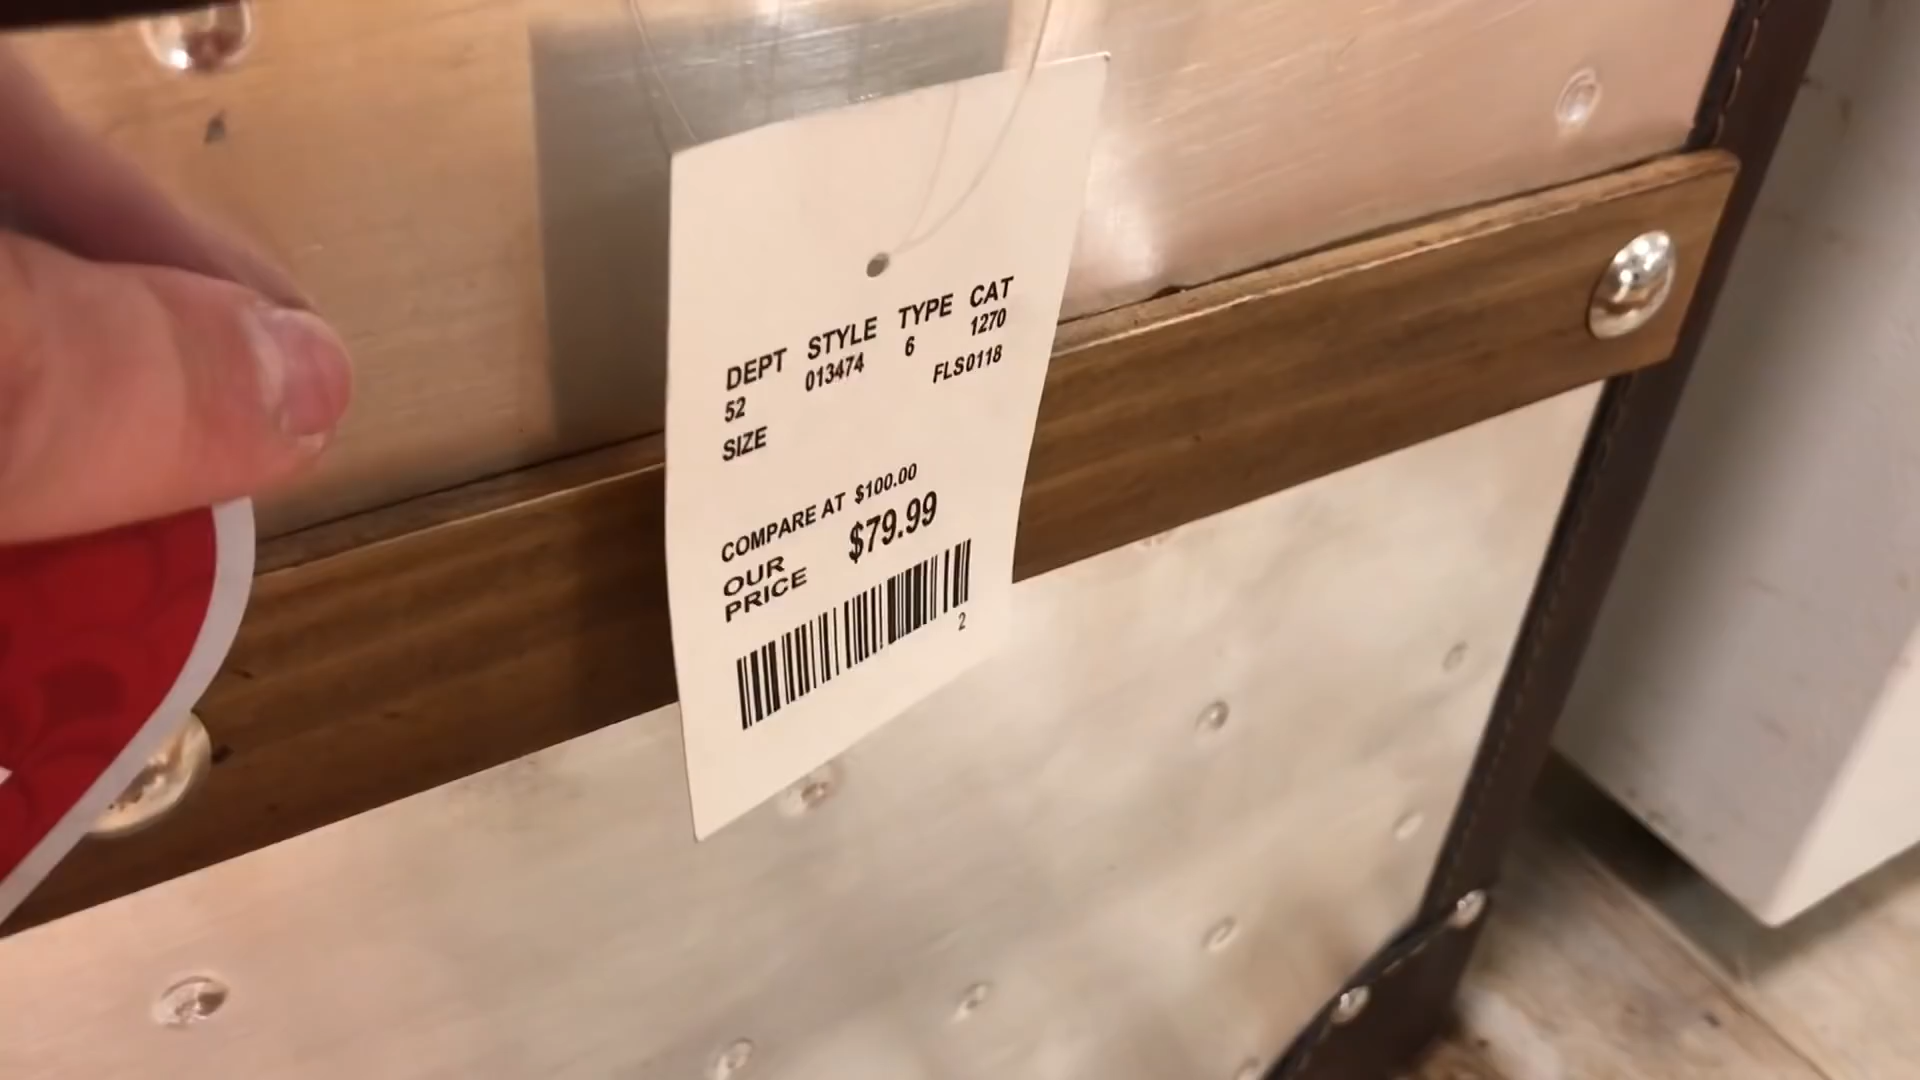 DEPT STYLE TYPE CAT
52 013474 6 1270
SIZE FLS0118
COMPARE AT $100.00
OUR PRICE $79.99
2